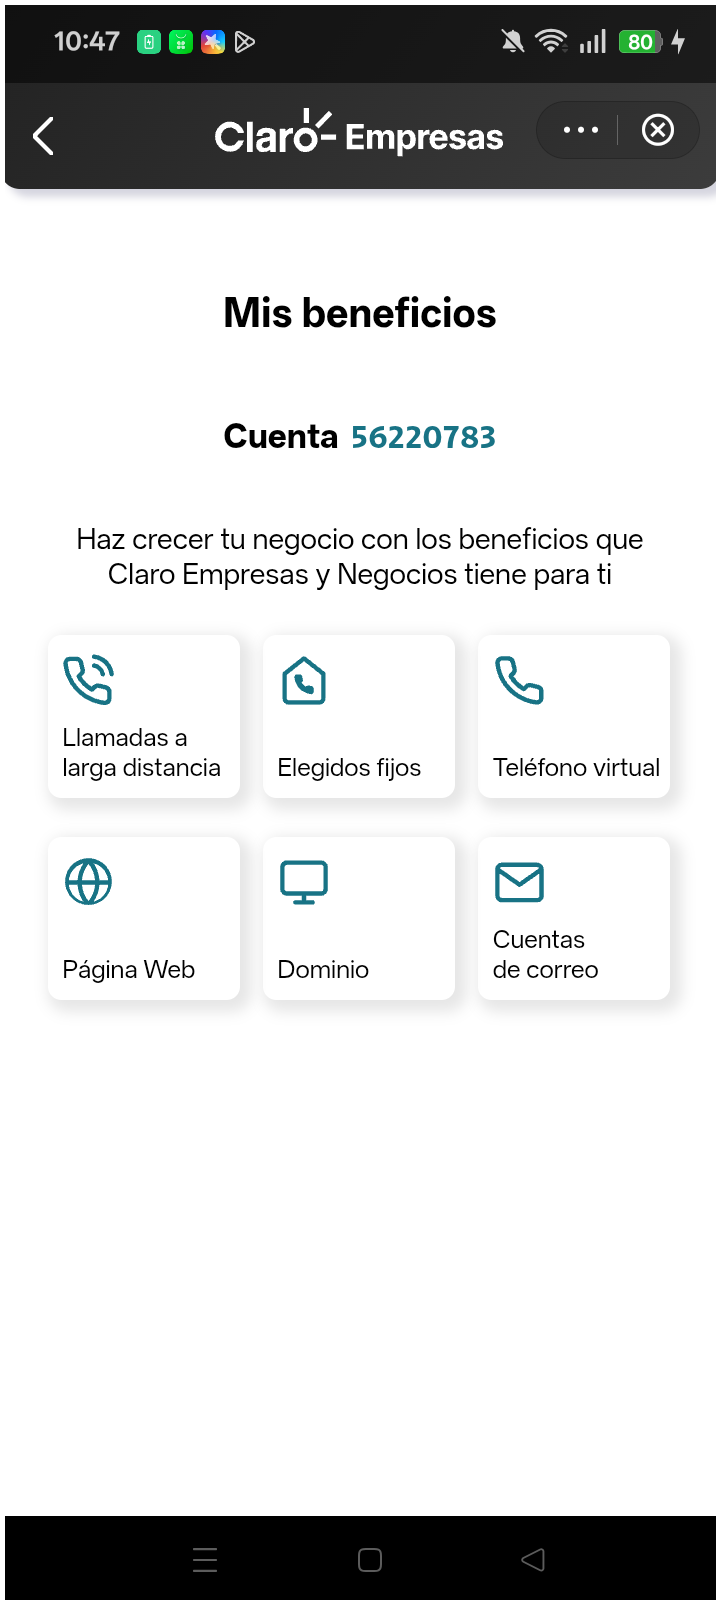 10:47
80
Claro Empresas
Mis beneficios
Cuenta 56220783
Haz crecer tu negocio con los beneficios que
Claro Empresas y Negocios tiene para ti
Llamadas a
larga distancia
Elegidos fijos
Teléfono virtual
Página Web
Dominio
Cuentas
de correo